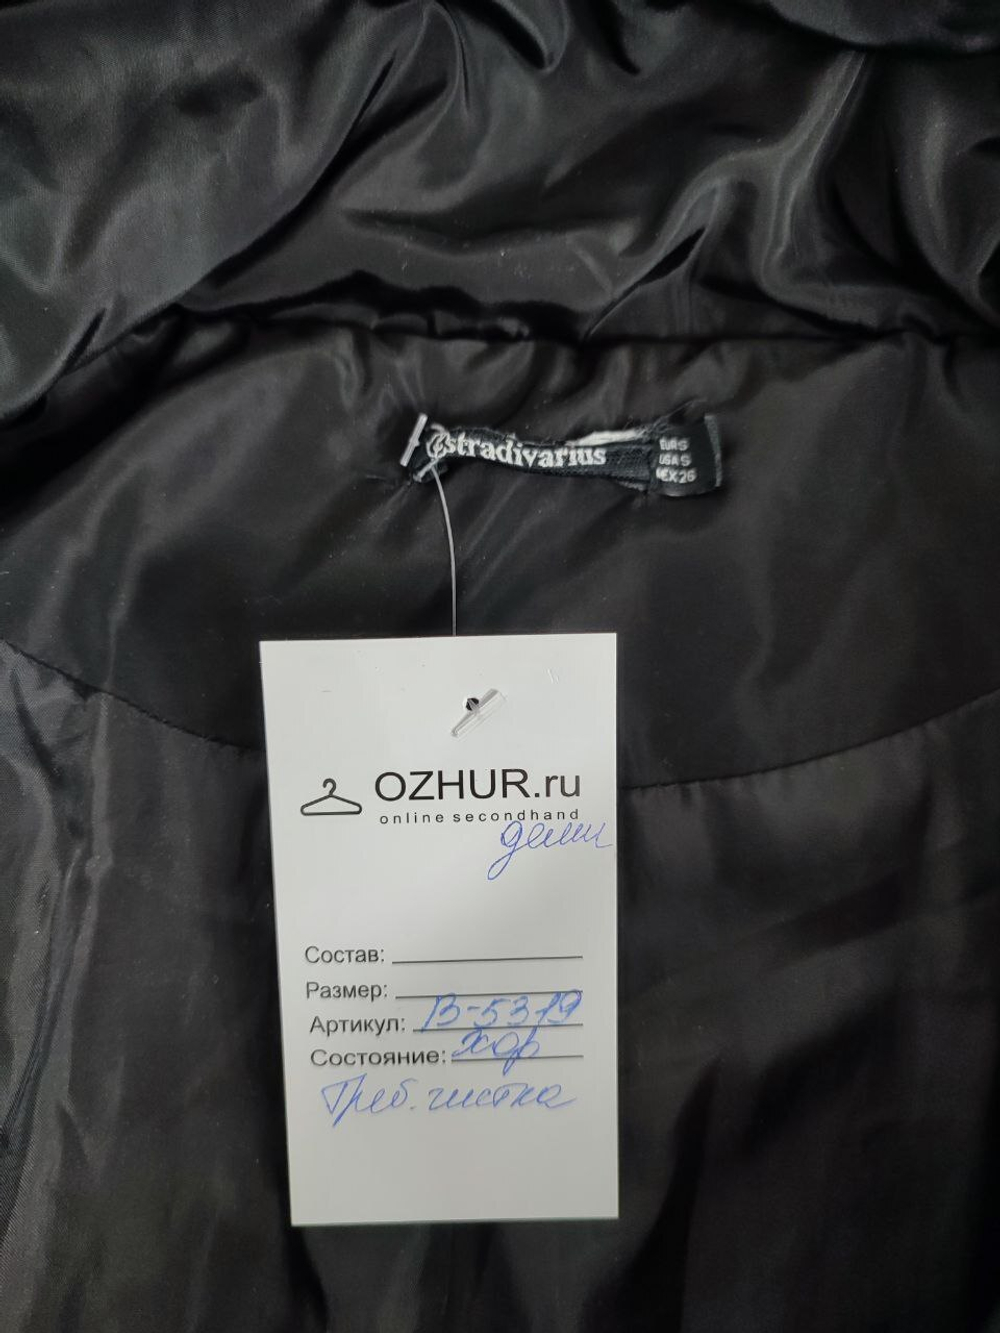 stradivarius
EUR S
USA S
MEX 26
OZHUR.ru
online secondhand
деми
Состав:
Размер:
Артикул: В-5319
Состояние: хор
Треб. чистка